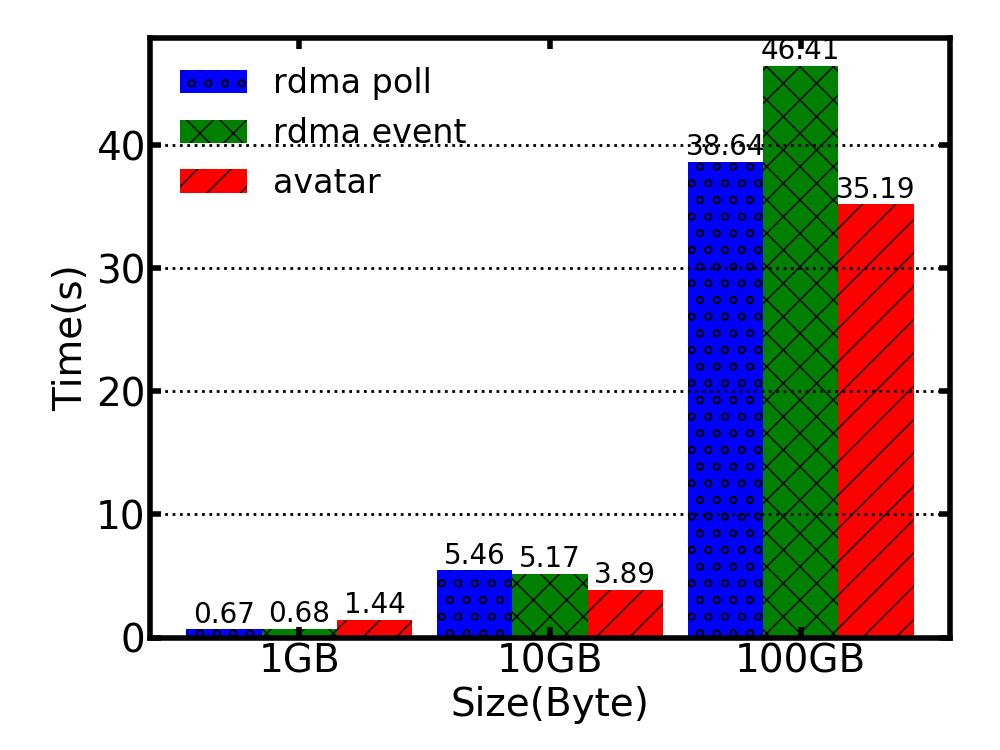 46.41
rdma poll
rdma event
40
38.64
avatar
35.19
30
Time(s)
20
10
5.46
5.17
3.89
1.44
0.67
0.68
0
1GB
10GB
100GB
Size(Byte)